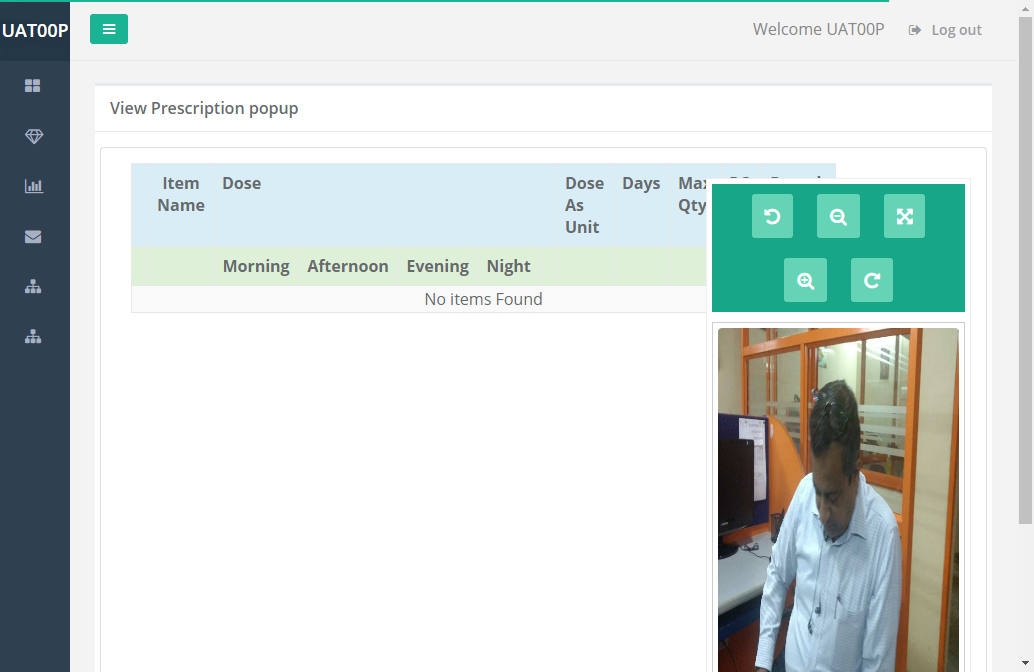 UAT00P
Welcome UAT00P
Log out
View Prescription popup
Item Name
Dose
Dose As Unit
Days
Max Qty
Morning
Afternoon
Evening
Night
No items Found